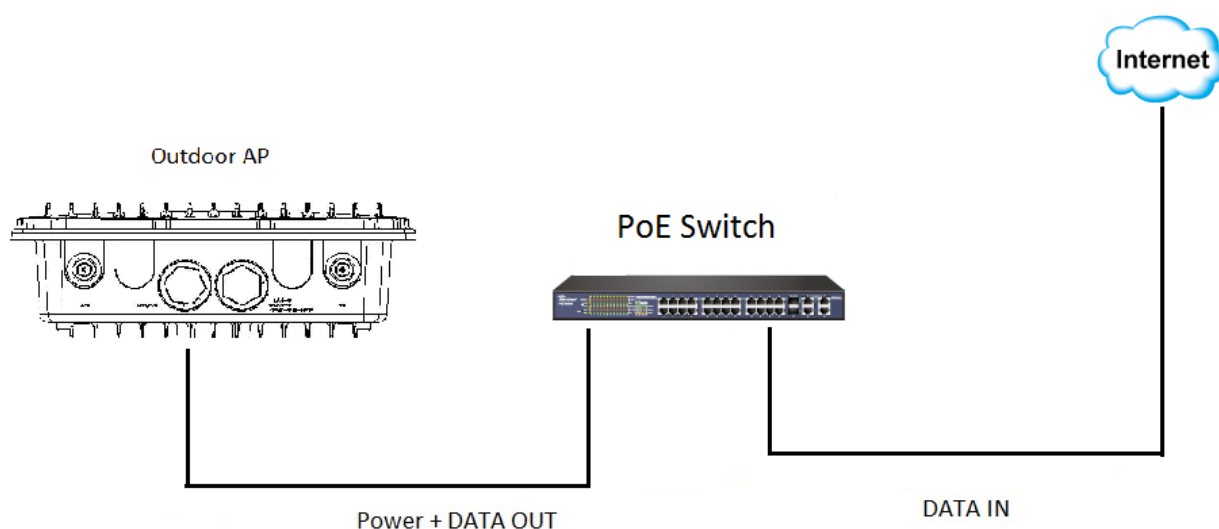 Internet
Outdoor AP
PoE Switch
Power + DATA OUT
DATA IN